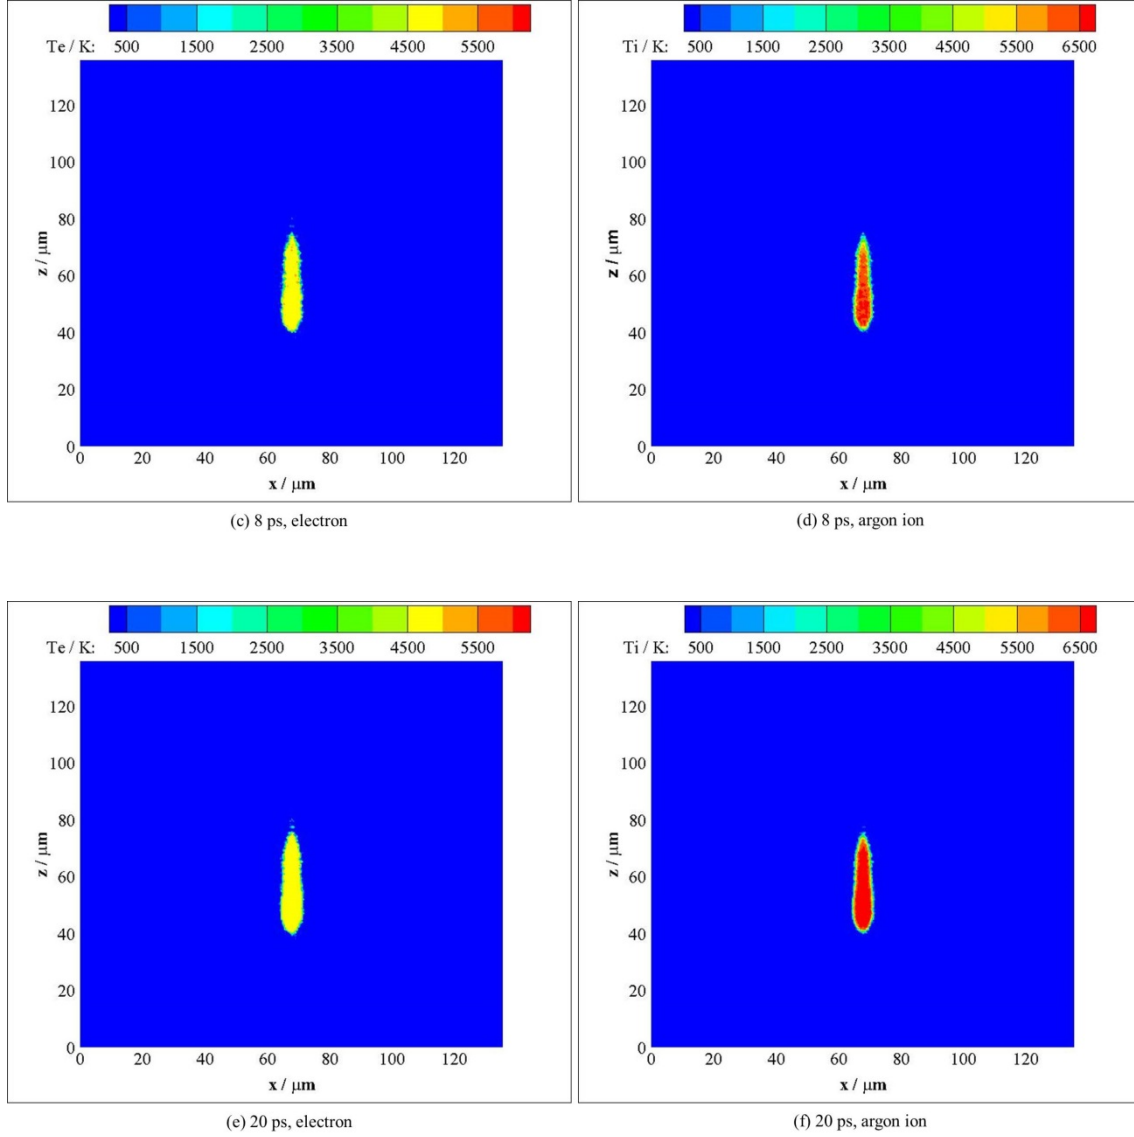 Te / K: 500 1500 2500 3500 4500 5500
120
100
80
60
40
20
0
z / μm
0 20 40 60 80 100 120
x / μm
(c) 8 ps, electron
Ti / K: 500 1500 2500 3500 4500 5500 6500
120
100
80
60
40
20
0
z / μm
0 20 40 60 80 100 120
x / μm
(d) 8 ps, argon ion
Te / K: 500 1500 2500 3500 4500 5500
120
100
80
60
40
20
0
z / μm
0 20 40 60 80 100 120
x / μm
(e) 20 ps, electron
Ti / K: 500 1500 2500 3500 4500 5500 6500
120
100
80
60
40
20
0
z / μm
0 20 40 60 80 100 120
x / μm
(f) 20 ps, argon ion